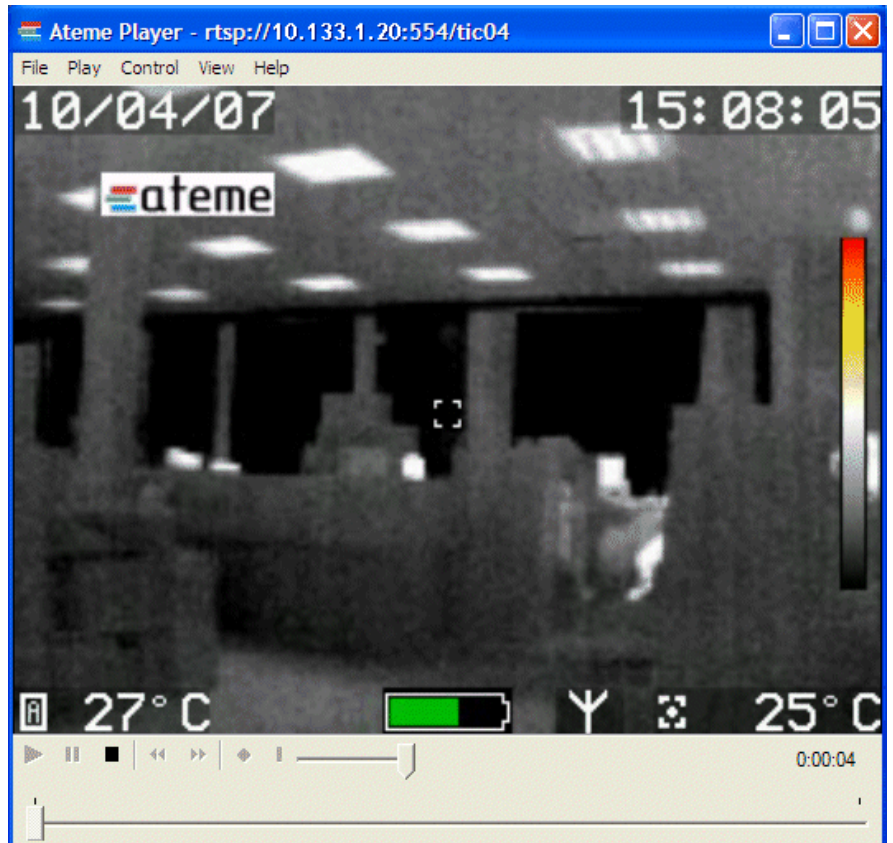 Ateme Player - rtsp://10.133.1.20:554/tic04
File Play Control View Help
10/04/07 15:08:05
ateme
A 27°C 25°C
0:00:04